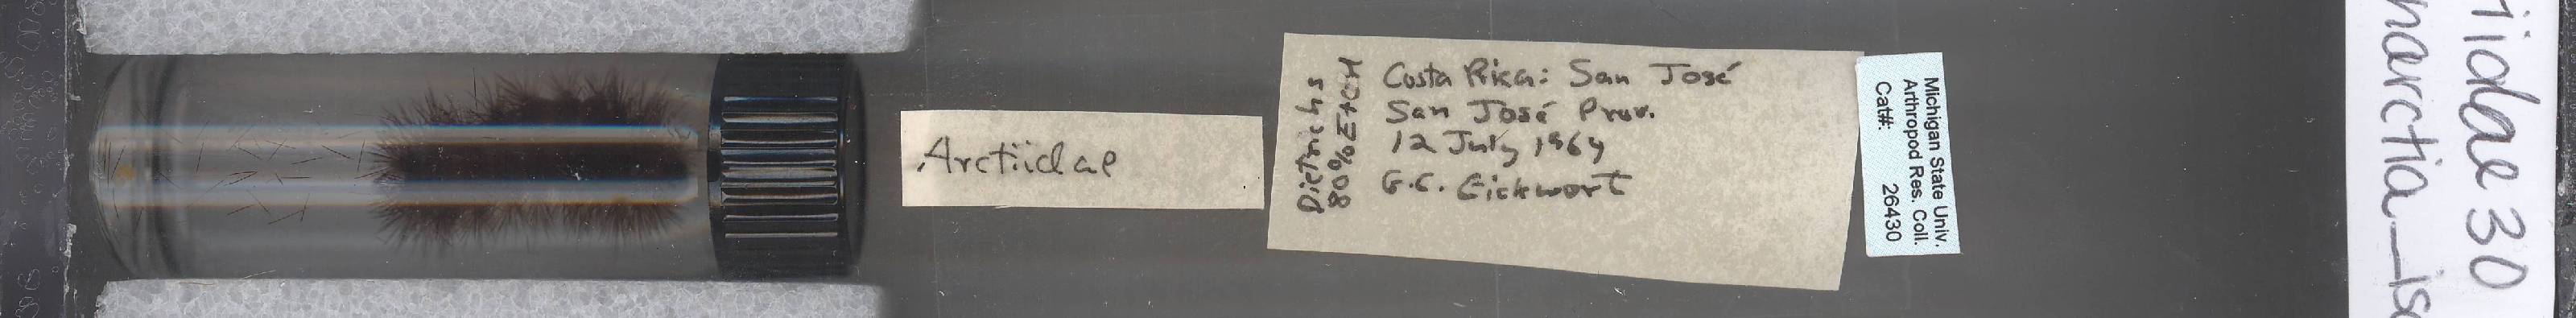 Arctiidae
Dietrichs
80% EtOH
Costa Rica: San José
San José Prov.
12 July 1964
G.C. Eickwort
Michigan State Univ.
Arthropod Res. Coll.
Cat#: 26430
iidae 30
narctia_is